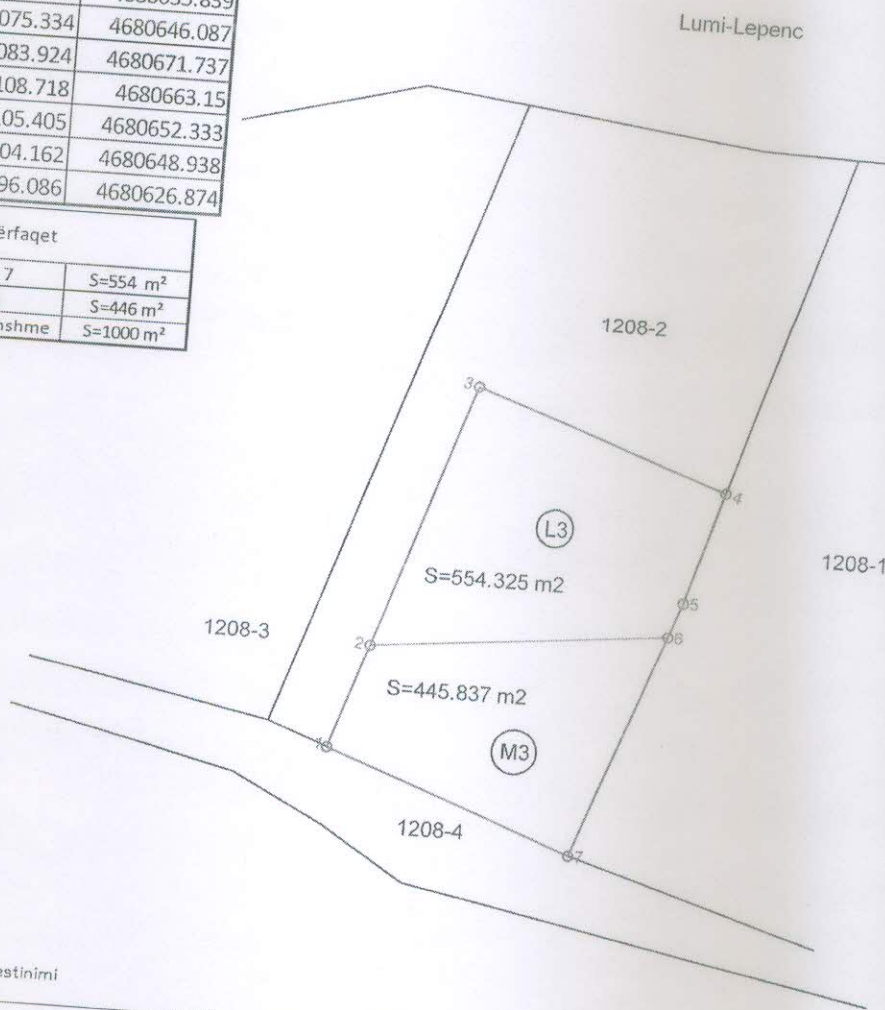 4680635.839
075.334 4680646.087
083.924 4680671.737
108.718 4680663.15
05.405 4680652.333
04.162 4680648.938
96.086 4680626.874
ërfaqet
7 S=554 m²
S=446 m²
nshme S=1000 m²
Lumi-Lepenc
1208-2
3
4
L3
S=554.325 m2
1208-1
5
1208-3
2
6
S=445.837 m2
1
M3
1208-4
7
estinimi